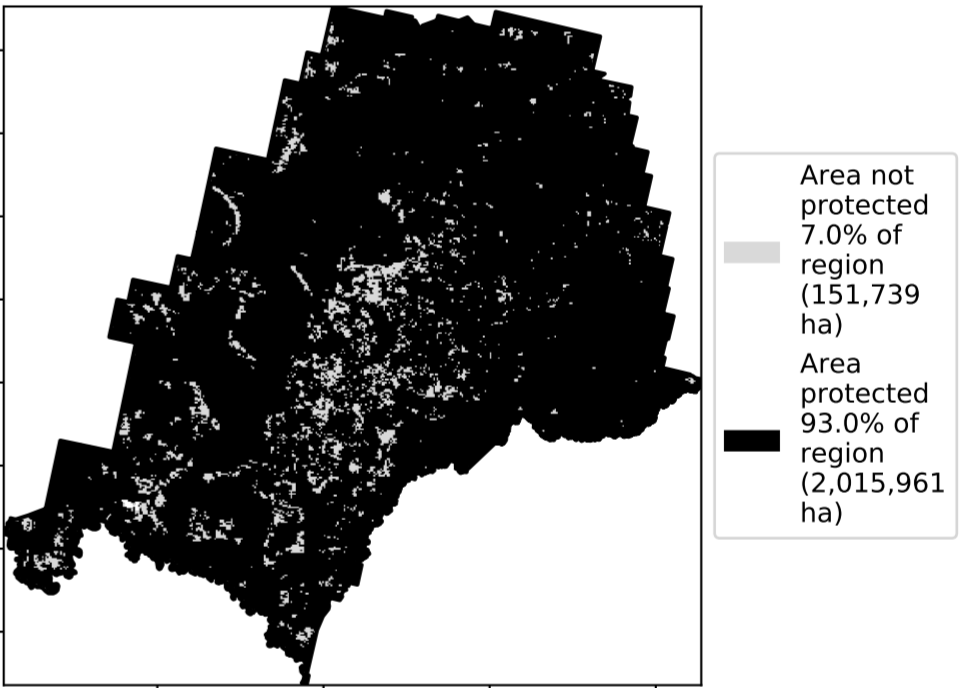 Area not
protected
7.0% of
region
(151,739
ha)
Area
protected
93.0% of
region
(2,015,961
ha)